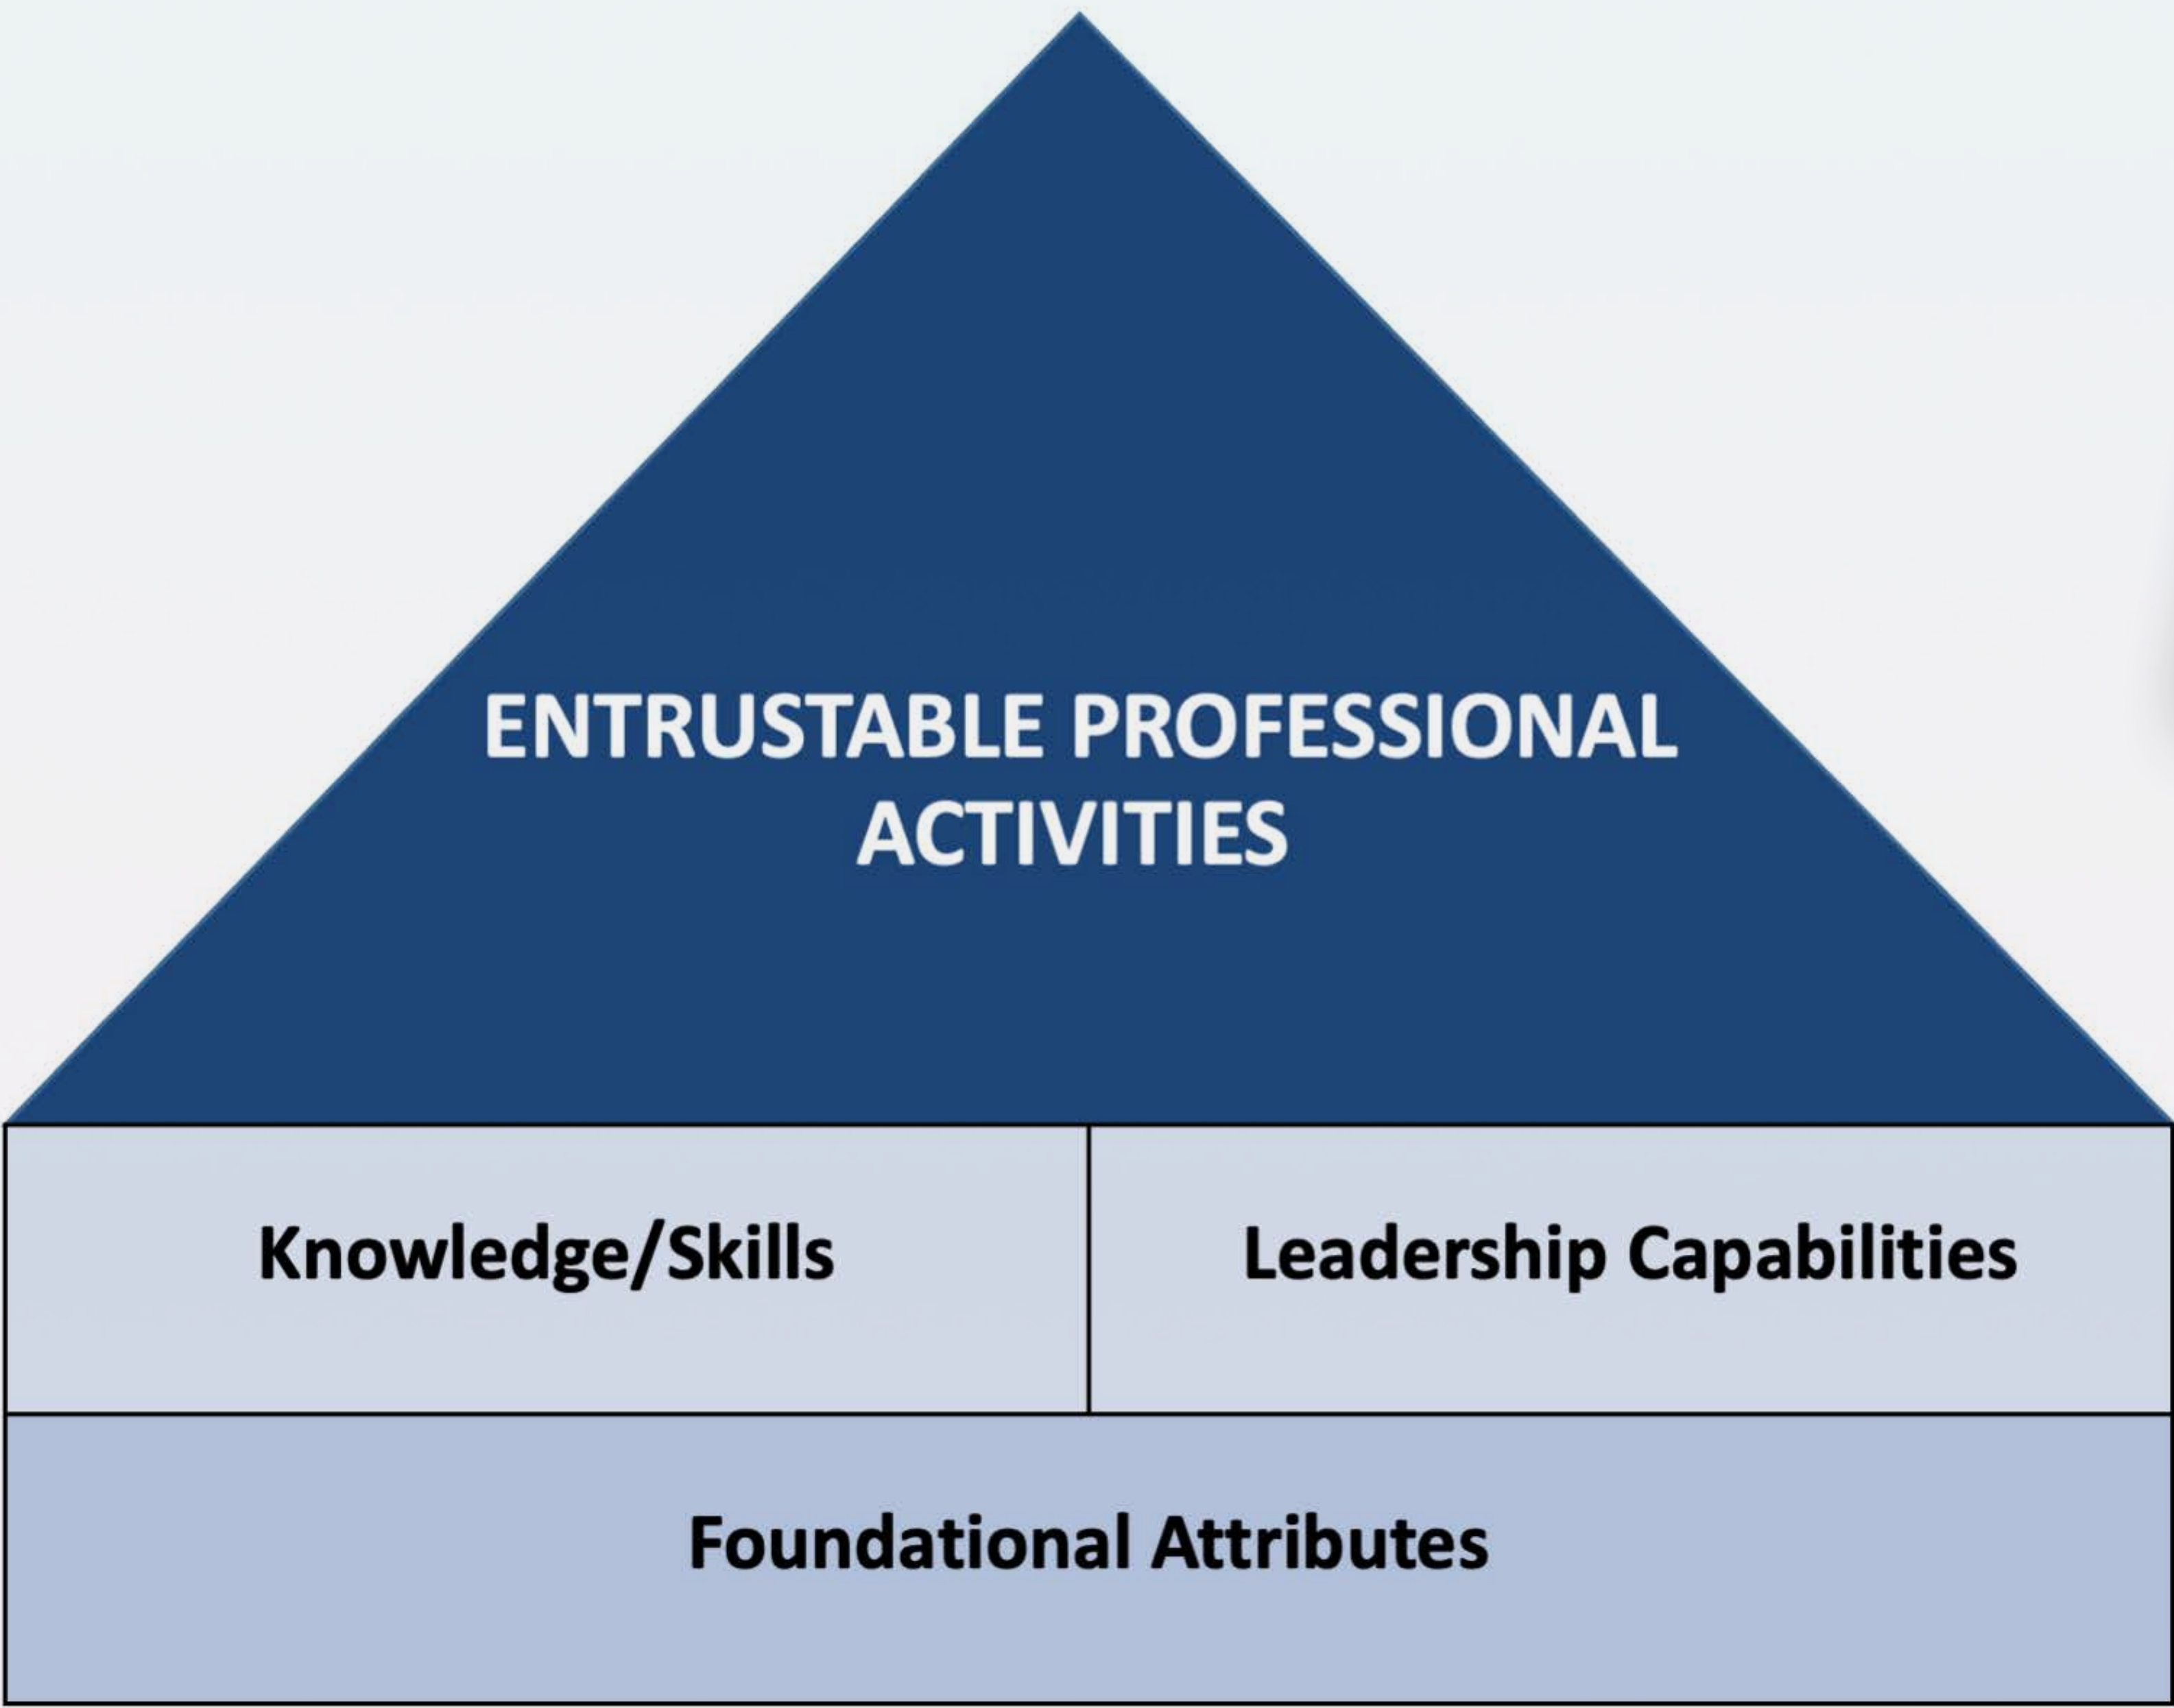 ENTRUSTABLE PROFESSIONAL
ACTIVITIES
Knowledge/Skills
Leadership Capabilities
Foundational Attributes